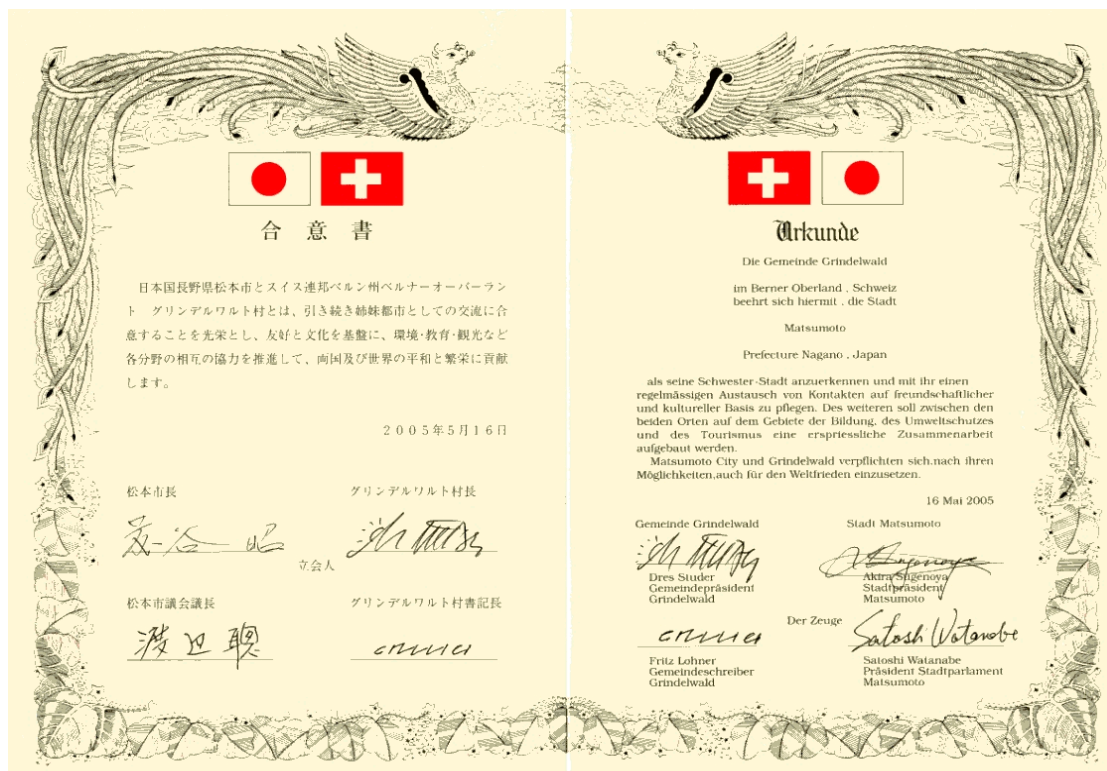 合意書
日本国長野県松本市とスイス連邦ベルン州ベルナーオーバーラン
ト グリンデルワルト村とは、引き続き姉妹都市としての交流に合
意することを光栄とし、友好と文化を基盤に、環境・教育・観光など
各分野の相互の協力を推進して、両国及び世界の平和と繁栄に貢献
します。
2005年5月16日
松本市長
グリンデルワルト村長
菅谷 昭
立会人
松本市議会議長
グリンデルワルト村書記長
Urkunde
Die Gemeinde Grindelwald
im Berner Oberland , Schweiz
beehrt sich hiermit , die Stadt
Matsumoto
Prefecture Nagano , Japan
als seine Schwester-Stadt anzuerkennen und mit ihr einen
regelmässigen Austausch von Kontakten auf freundschaftlicher
und kultureller Basis zu pflegen. Des weiteren soll zwischen den
beiden Orten auf dem Gebiete der Bildung, des Umweltschutzes
und des Tourismus eine erspriessliche Zusammenarbeit
aufgebaut werden.
Matsumoto City und Grindelwald verpflichten sich,nach ihren
Möglichkeiten,auch für den Weltfrieden einzusetzen.
16 Mai 2005
Gemeinde Grindelwald
Stadt Matsumoto
Dres Studer
Gemeindepräsident
Grindelwald
A. Sugenoya
Akira Sugenoya
Stadtpräsident
Matsumoto
Der Zeuge
Satoshi Watanabe
Fritz Lohner
Gemeindeschreiber
Grindelwald
Satoshi Watanabe
Präsident Stadtparlament
Matsumoto